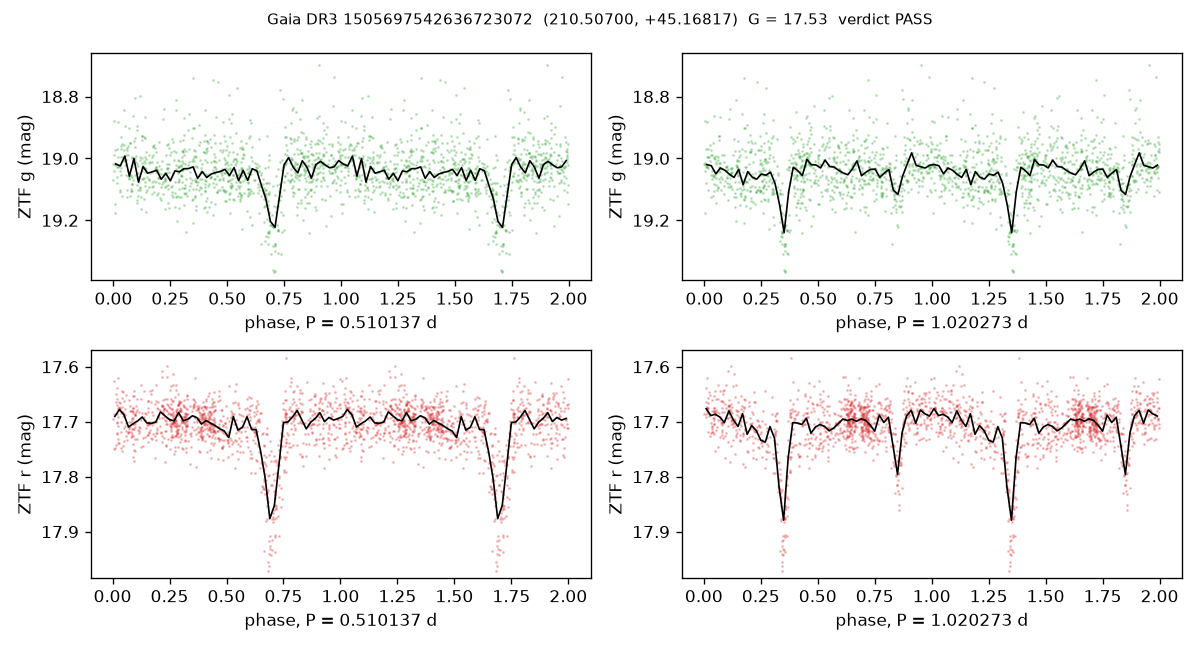 Gaia DR3 1505697542636723072  (210.50700, +45.16817)  G = 17.53  verdict PASS
ZTF g (mag)
18.8
19.0
19.2
0.00 0.25 0.50 0.75 1.00 1.25 1.50 1.75 2.00
phase, P = 0.510137 d
ZTF g (mag)
18.8
19.0
19.2
0.00 0.25 0.50 0.75 1.00 1.25 1.50 1.75 2.00
phase, P = 1.020273 d
ZTF r (mag)
17.6
17.7
17.8
17.9
0.00 0.25 0.50 0.75 1.00 1.25 1.50 1.75 2.00
phase, P = 0.510137 d
ZTF r (mag)
17.6
17.7
17.8
17.9
0.00 0.25 0.50 0.75 1.00 1.25 1.50 1.75 2.00
phase, P = 1.020273 d